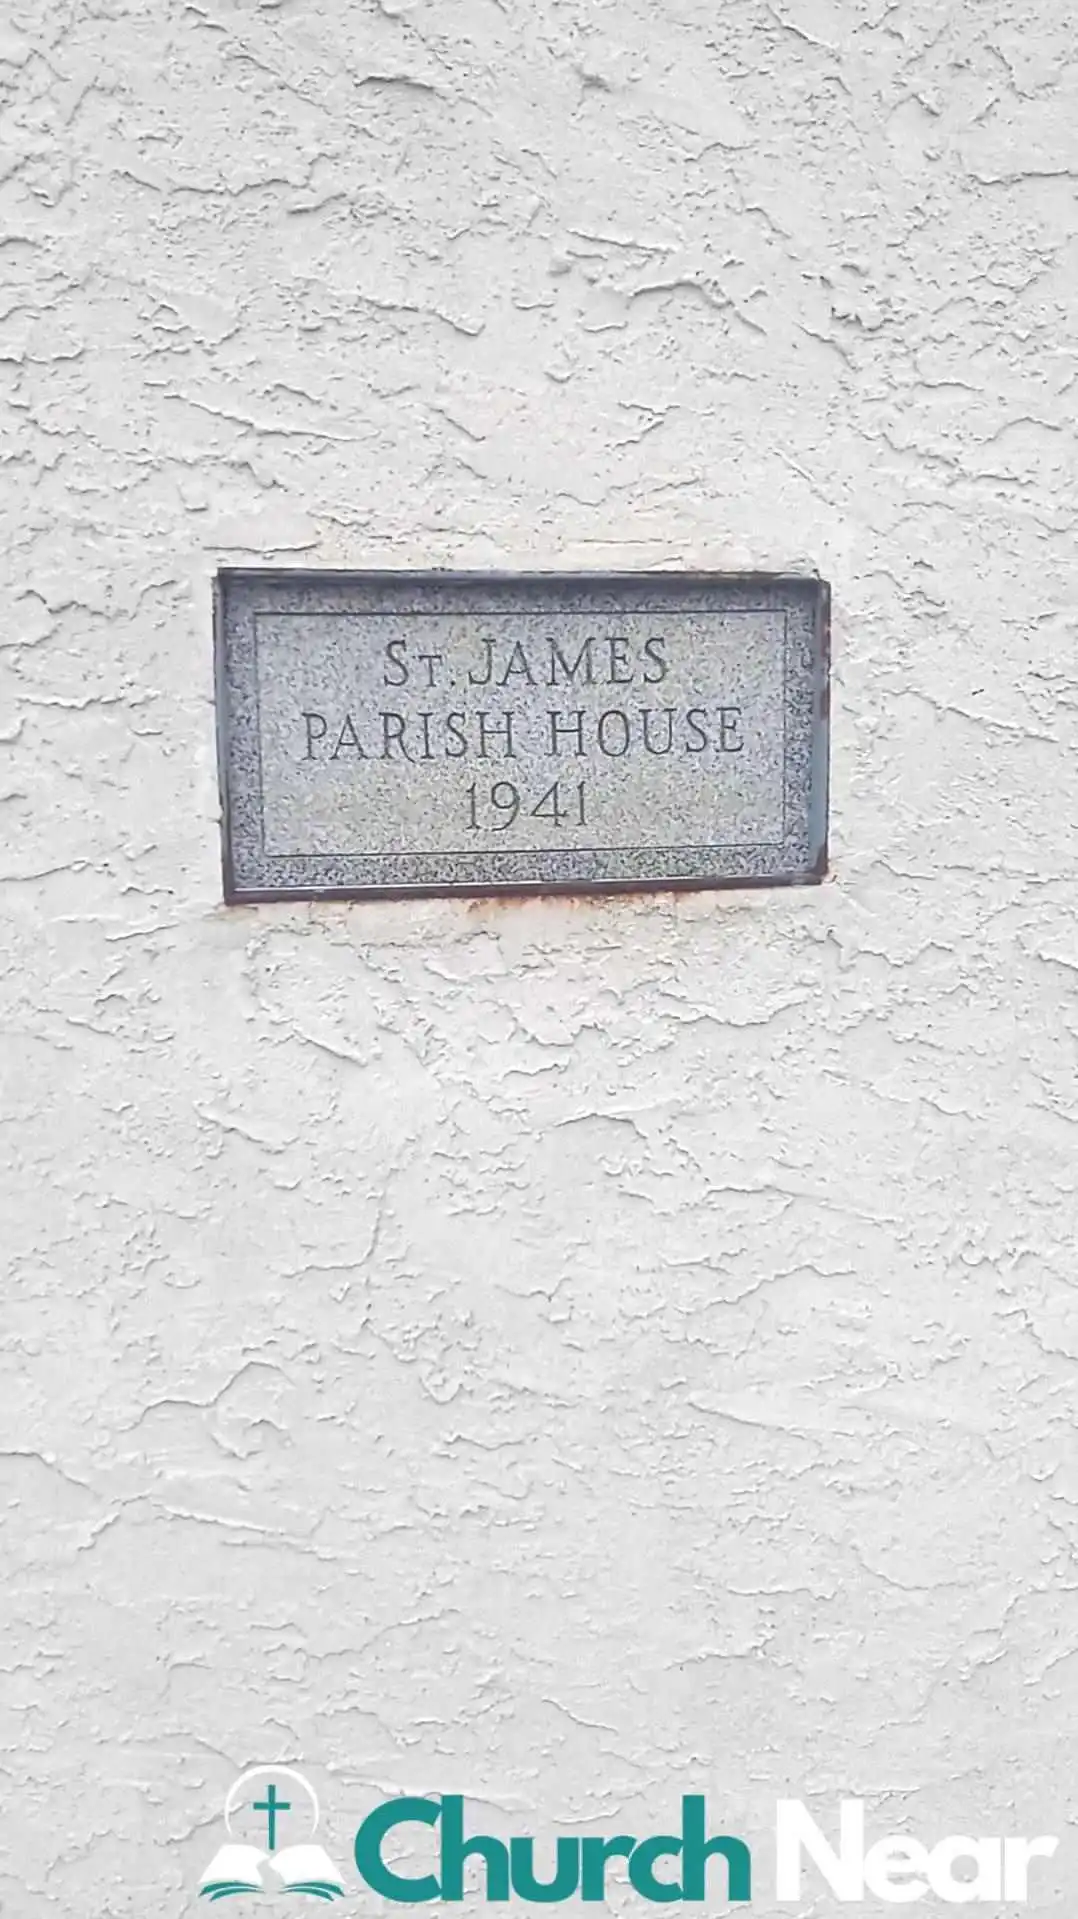 St. JAMES
PARISH HOUSE
1941
Church Near